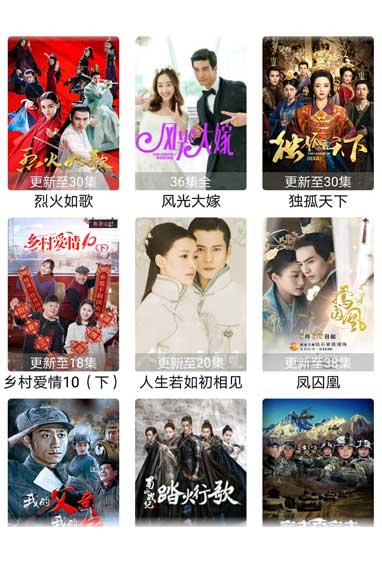 烈火如歌
更新至30集
烈火如歌
风光大嫁
OUR PERFECT WEDDING
36集全
风光大嫁
独孤天下
DUGU
更新至30集
独孤天下
乡村爱情10(下)
更新至18集
乡村爱情10（下）
更新至20集
人生若如初相见
凤囚凰
更新至38集
凤囚凰
我的父亲
我的
蜀山战纪
踏火行歌